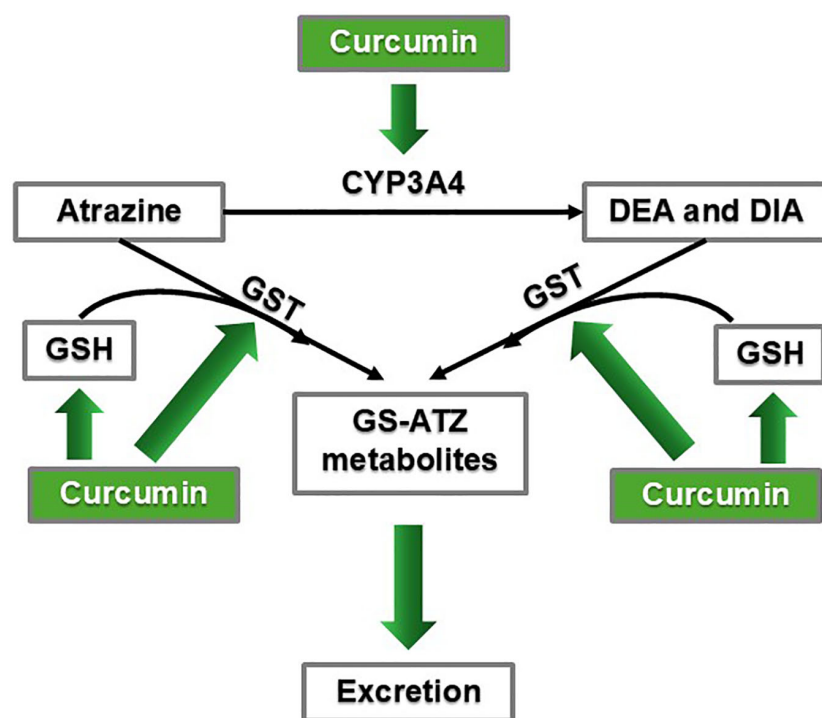 Curcumin
CYP3A4
Atrazine
DEA and DIA
GST
GST
GSH
GSH
GS-ATZ
metabolites
Curcumin
Curcumin
Excretion